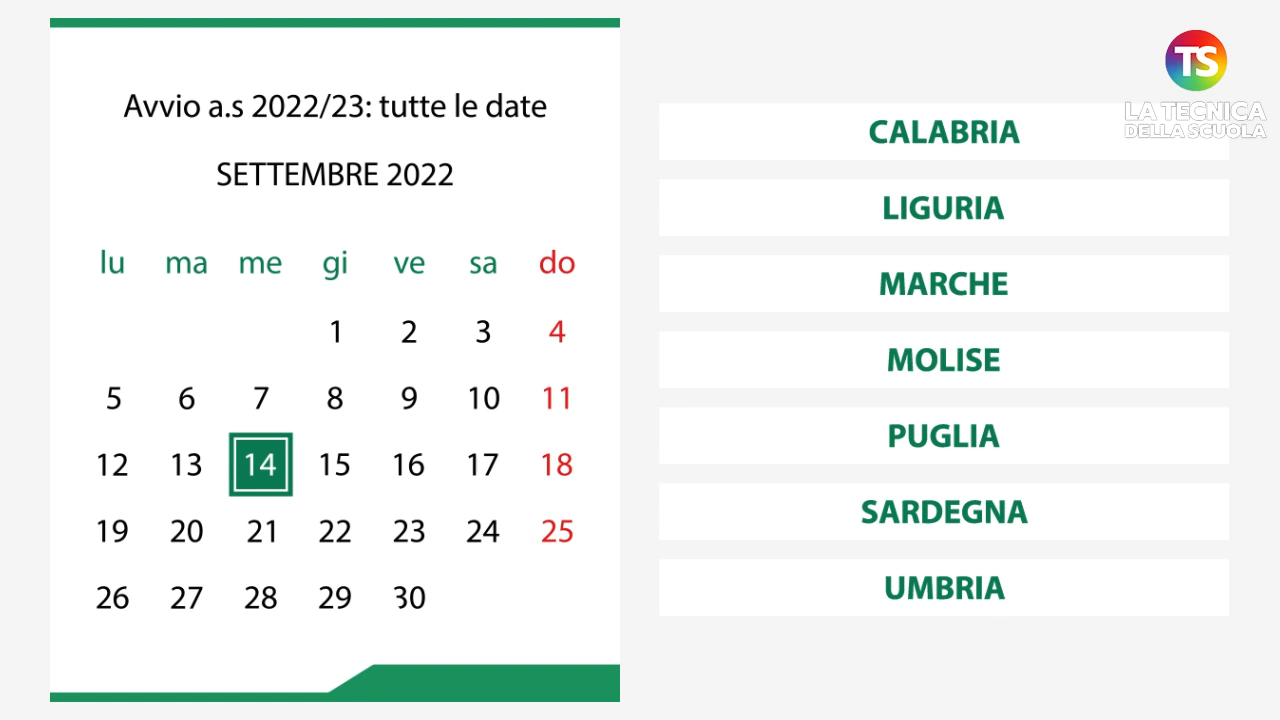 Avvio a.s 2022/23: tutte le date
SETTEMBRE 2022
lu ma me gi ve sa do
1 2 3 4
5 6 7 8 9 10 11
12 13 14 15 16 17 18
19 20 21 22 23 24 25
26 27 28 29 30
TS
LA TECNICA
DELLA SCUOLA
CALABRIA
LIGURIA
MARCHE
MOLISE
PUGLIA
SARDEGNA
UMBRIA